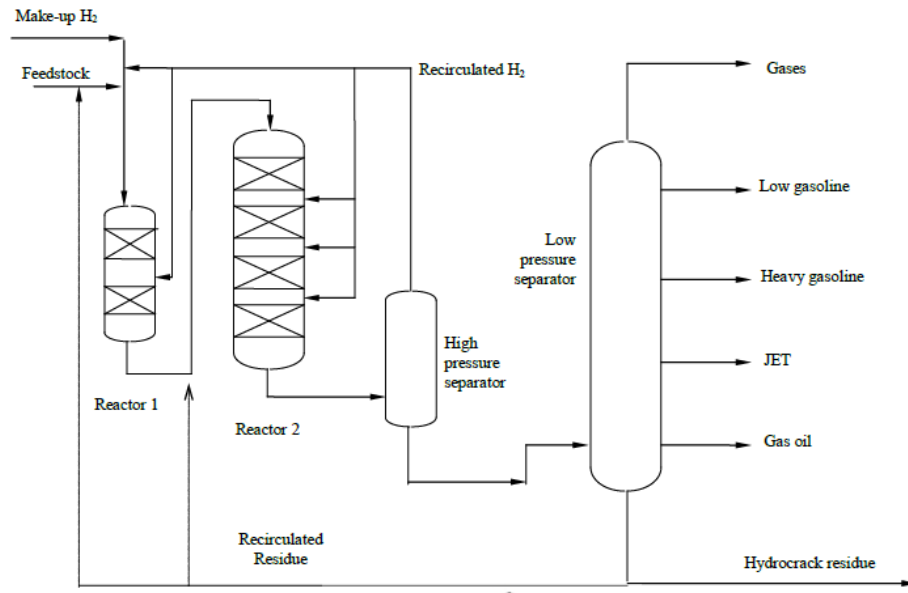 Make-up H₂
Feedstock
Recirculated H₂
Gases
Low gasoline
Low
pressure
separator
Heavy gasoline
High
pressure
separator
JET
Reactor 1
Reactor 2
Gas oil
Recirculated
Residue
Hydrocrack residue